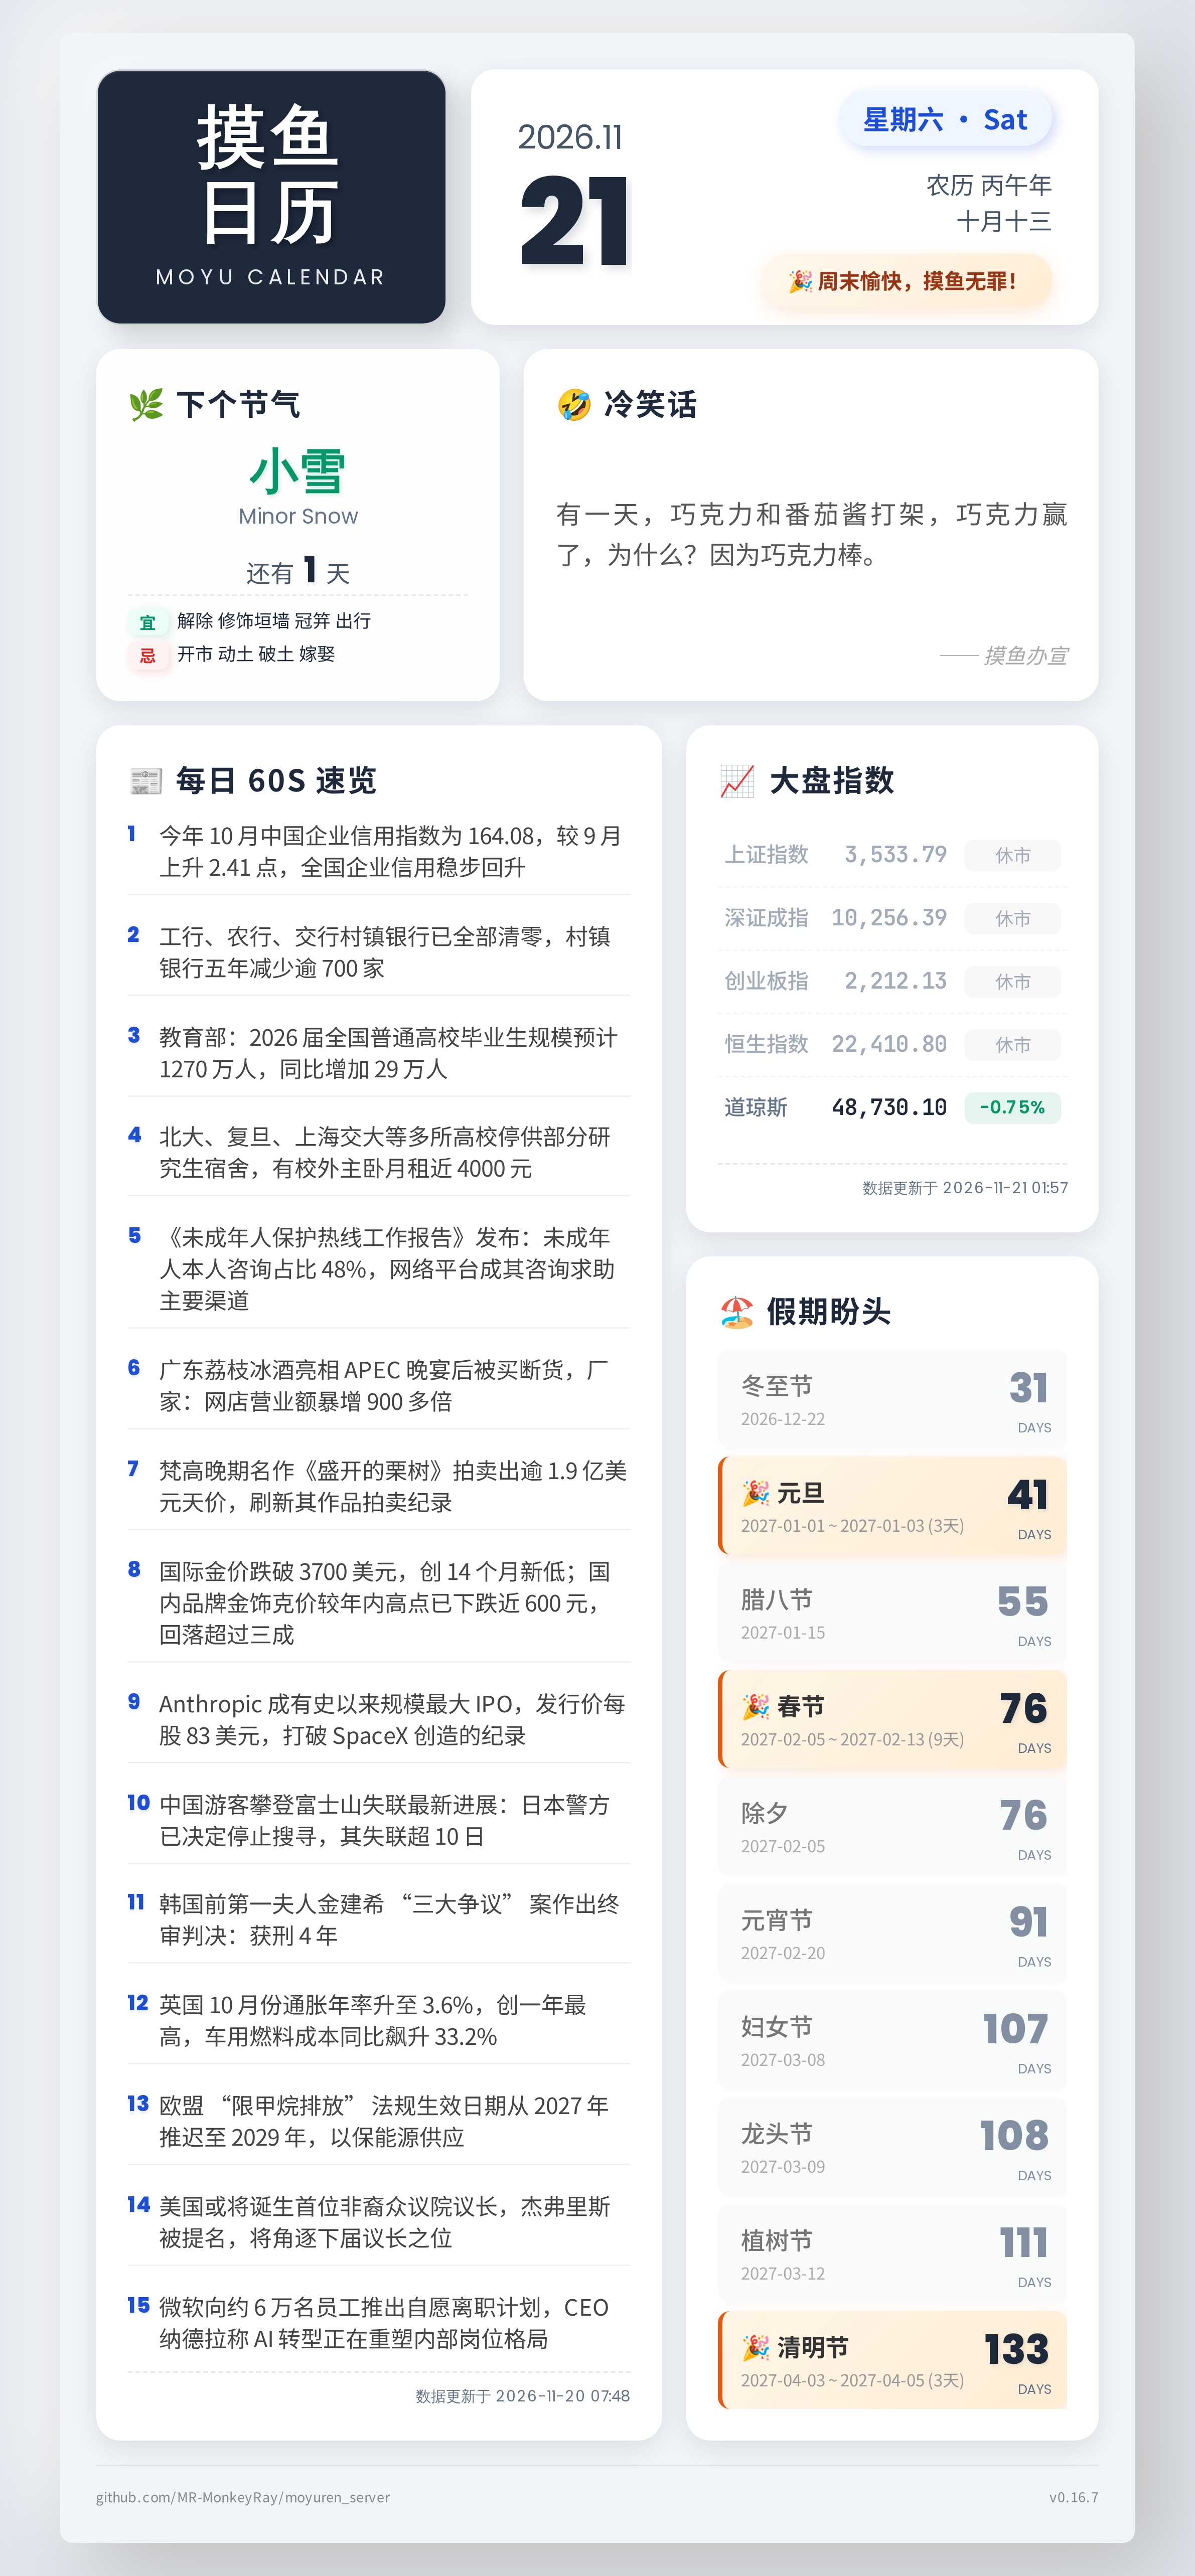 摸鱼
日历
MOYU CALENDAR
2026.11
21
星期六 · Sat
农历 丙午年
十月十三
🎉 周末愉快，摸鱼无罪！
🌿 下个节气
小雪
Minor Snow
还有 1 天
宜 解除 修饰垣墙 冠笄 出行
忌 开市 动土 破土 嫁娶
🤣 冷笑话
有一天，巧克力和番茄酱打架，巧克力赢
了，为什么？因为巧克力棒。
—— 摸鱼办宣
📰 每日 60S 速览
1 今年 10 月中国企业信用指数为 164.08，较 9 月
上升 2.41 点，全国企业信用稳步回升
2 工行、农行、交行村镇银行已全部清零，村镇
银行五年减少逾 700 家
3 教育部：2026 届全国普通高校毕业生规模预计
1270 万人，同比增加 29 万人
4 北大、复旦、上海交大等多所高校停供部分研
究生宿舍，有校外主卧月租近 4000 元
5 《未成年人保护热线工作报告》发布：未成年
人本人咨询占比 48%，网络平台成其咨询求助
主要渠道
6 广东荔枝冰酒亮相 APEC 晚宴后被买断货，厂
家：网店营业额暴增 900 多倍
7 梵高晚期名作《盛开的栗树》拍卖出逾 1.9 亿美
元天价，刷新其作品拍卖纪录
8 国际金价跌破 3700 美元，创 14 个月新低；国
内品牌金饰克价较年内高点已下跌近 600 元，
回落超过三成
9 Anthropic 成有史以来规模最大 IPO，发行价每
股 83 美元，打破 SpaceX 创造的纪录
10 中国游客攀登富士山失联最新进展：日本警方
已决定停止搜寻，其失联超 10 日
11 韩国前第一夫人金建希 “三大争议” 案作出终
审判决：获刑 4 年
12 英国 10 月份通胀年率升至 3.6%，创一年最
高，车用燃料成本同比飙升 33.2%
13 欧盟 “限甲烷排放” 法规生效日期从 2027 年
推迟至 2029 年，以保能源供应
14 美国或将诞生首位非裔众议院议长，杰弗里斯
被提名，将角逐下届议长之位
15 微软向约 6 万名员工推出自愿离职计划，CEO
纳德拉称 AI 转型正在重塑内部岗位格局
数据更新于 2026-11-20 07:48
📈 大盘指数
上证指数 3,533.79 休市
深证成指 10,256.39 休市
创业板指 2,212.13 休市
恒生指数 22,410.80 休市
道琼斯 48,730.10 -0.75%
数据更新于 2026-11-21 01:57
🏖️ 假期盼头
冬至节 31
2026-12-22 DAYS
🎉 元旦 41
2027-01-01 ~ 2027-01-03 (3天) DAYS
腊八节 55
2027-01-15 DAYS
🎉 春节 76
2027-02-05 ~ 2027-02-13 (9天) DAYS
除夕 76
2027-02-05 DAYS
元宵节 91
2027-02-20 DAYS
妇女节 107
2027-03-08 DAYS
龙头节 108
2027-03-09 DAYS
植树节 111
2027-03-12 DAYS
🎉 清明节 133
2027-04-03 ~ 2027-04-05 (3天) DAYS
github.com/MR-MonkeyRay/moyuren_server
v0.16.7